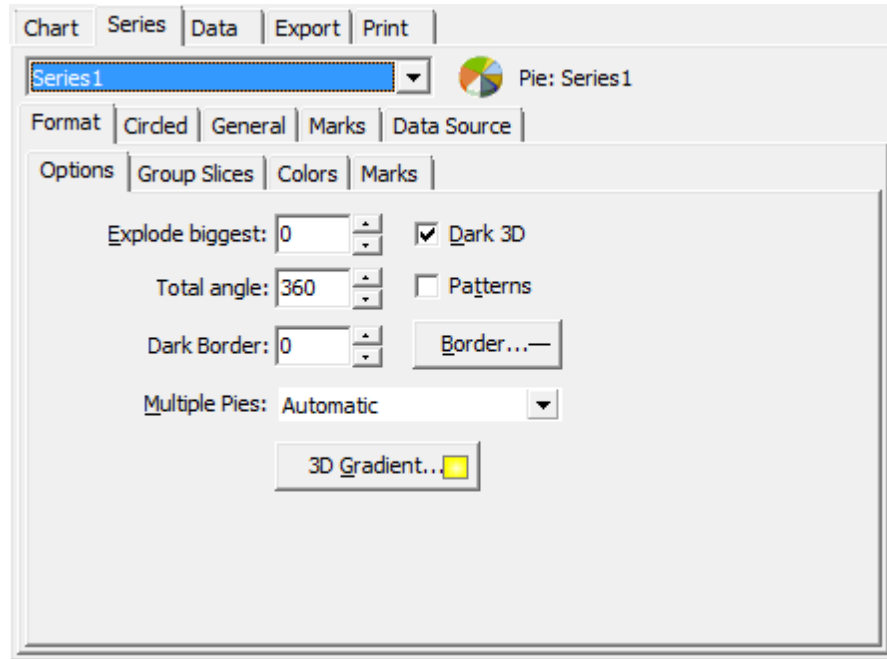 Chart Series Data Export Print
Series1 Pie: Series1
Format Circled General Marks Data Source
Options Group Slices Colors Marks
Explode biggest: 0 Dark 3D
Total angle: 360 Patterns
Dark Border: 0 Border...
Multiple Pies: Automatic
3D Gradient...